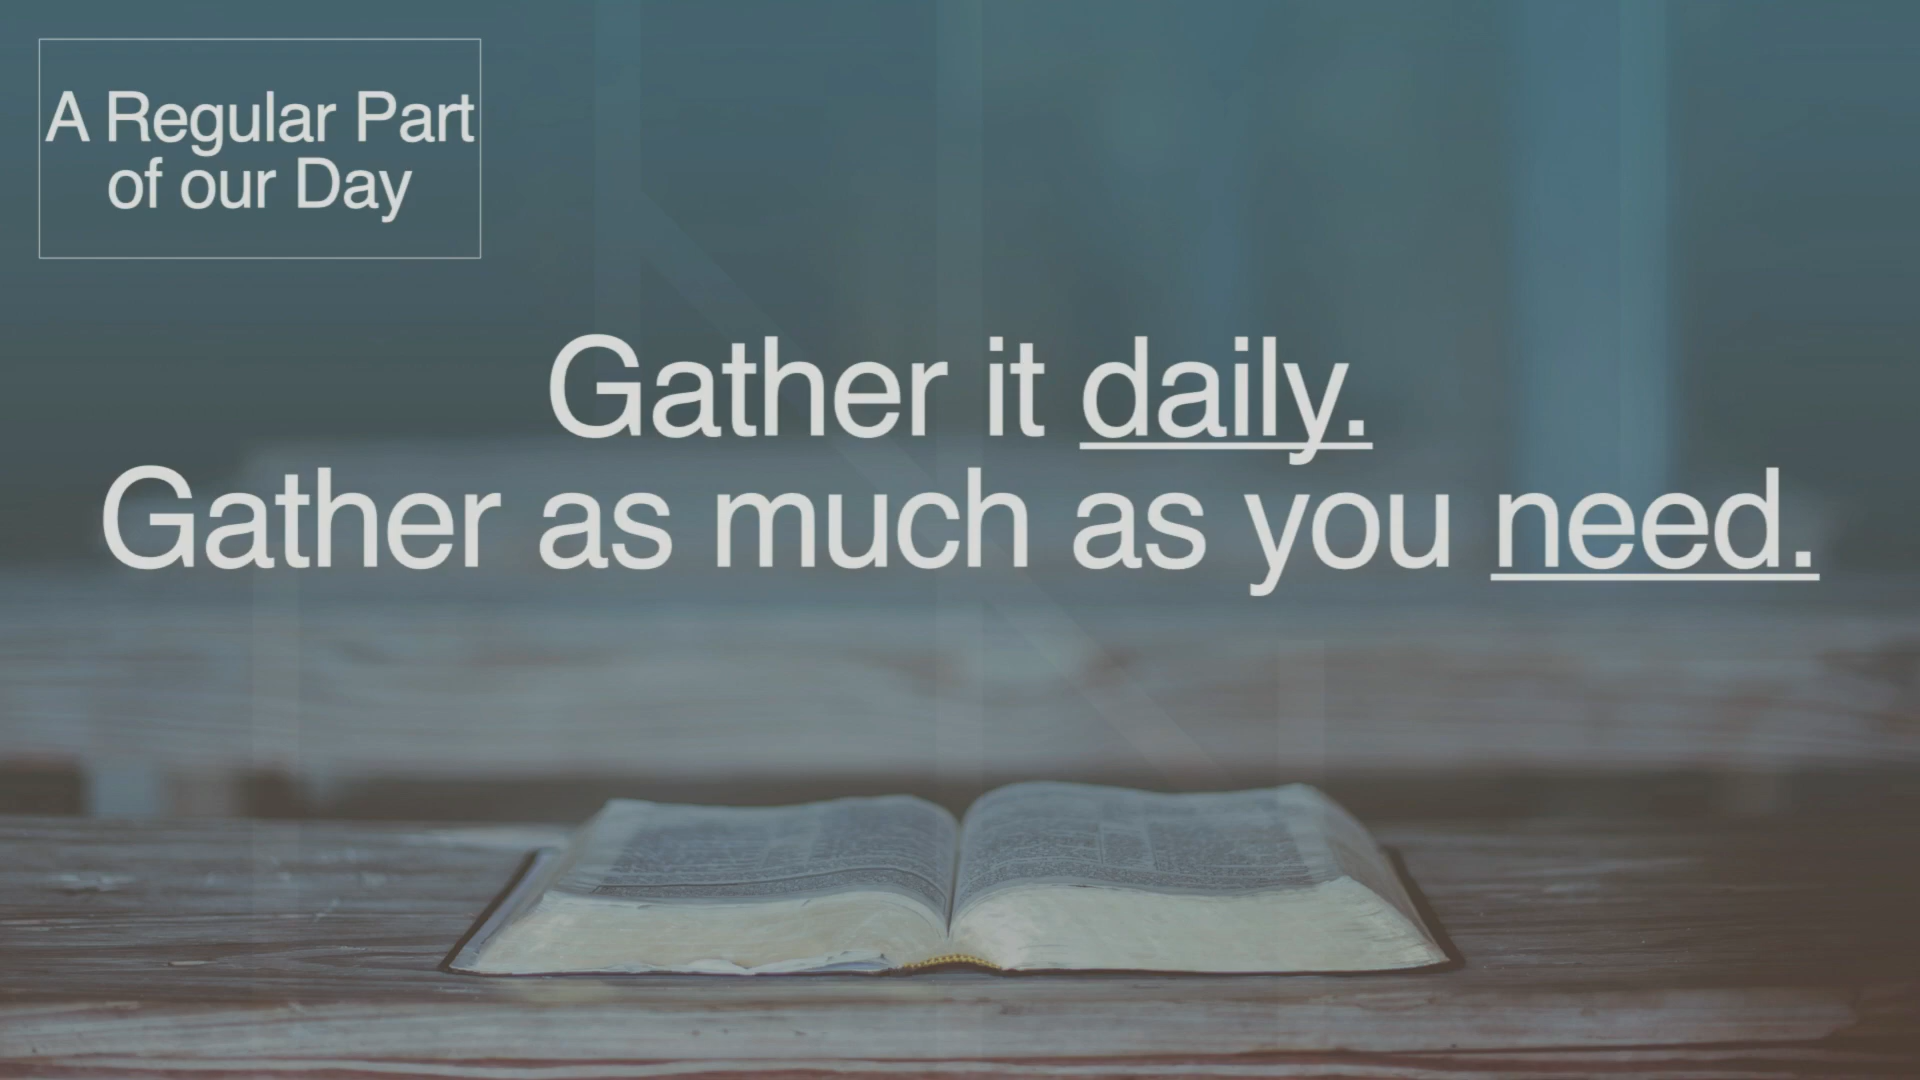 A Regular Part
of our Day
Gather it daily.
Gather as much as you need.